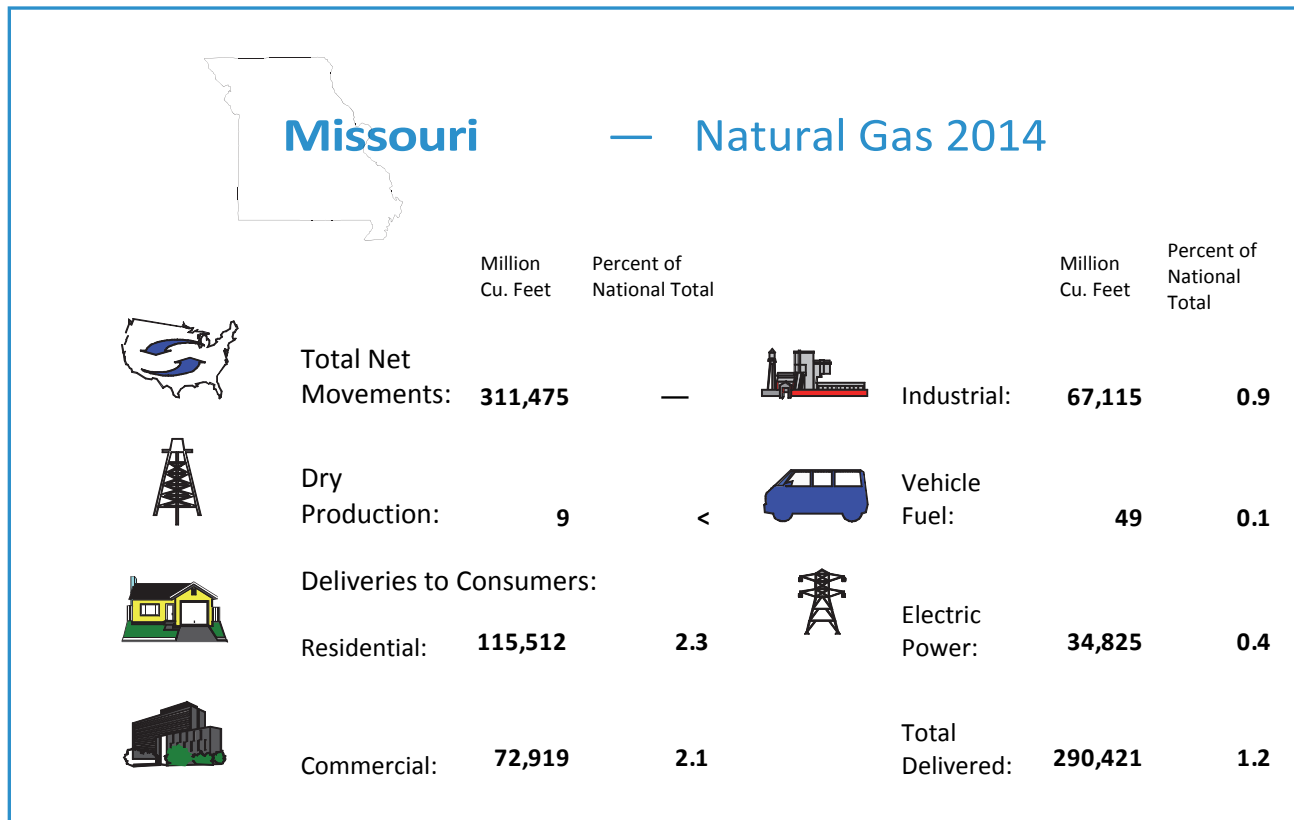 Missouri — Natural Gas 2014
Million Cu. Feet
Percent of National Total
Total Net Movements: 311,475 —
Dry Production: 9 <
Deliveries to Consumers:
Residential: 115,512 2.3
Commercial: 72,919 2.1
Million Cu. Feet
Percent of National Total
Industrial: 67,115 0.9
Vehicle Fuel: 49 0.1
Electric Power: 34,825 0.4
Total Delivered: 290,421 1.2